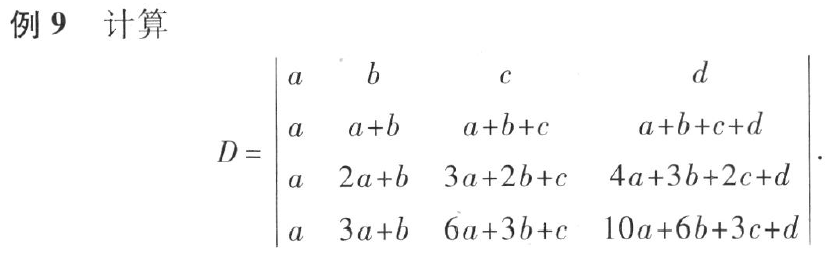 例 9 计算
a b c d
a a+b a+b+c a+b+c+d
D= .
a 2a+b 3a+2b+c 4a+3b+2c+d
a 3a+b 6a+3b+c 10a+6b+3c+d